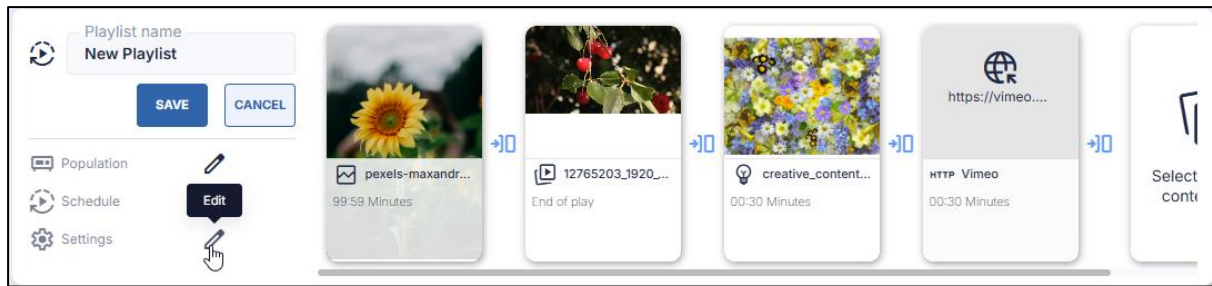 Playlist name
New Playlist
SAVE
CANCEL
Population
Schedule
Edit
Settings
pexels-maxandr...
99:59 Minutes
12765203_1920_...
End of play
creative_content...
00:30 Minutes
https://vimeo....
HTTP Vimeo
00:30 Minutes
Select
conte